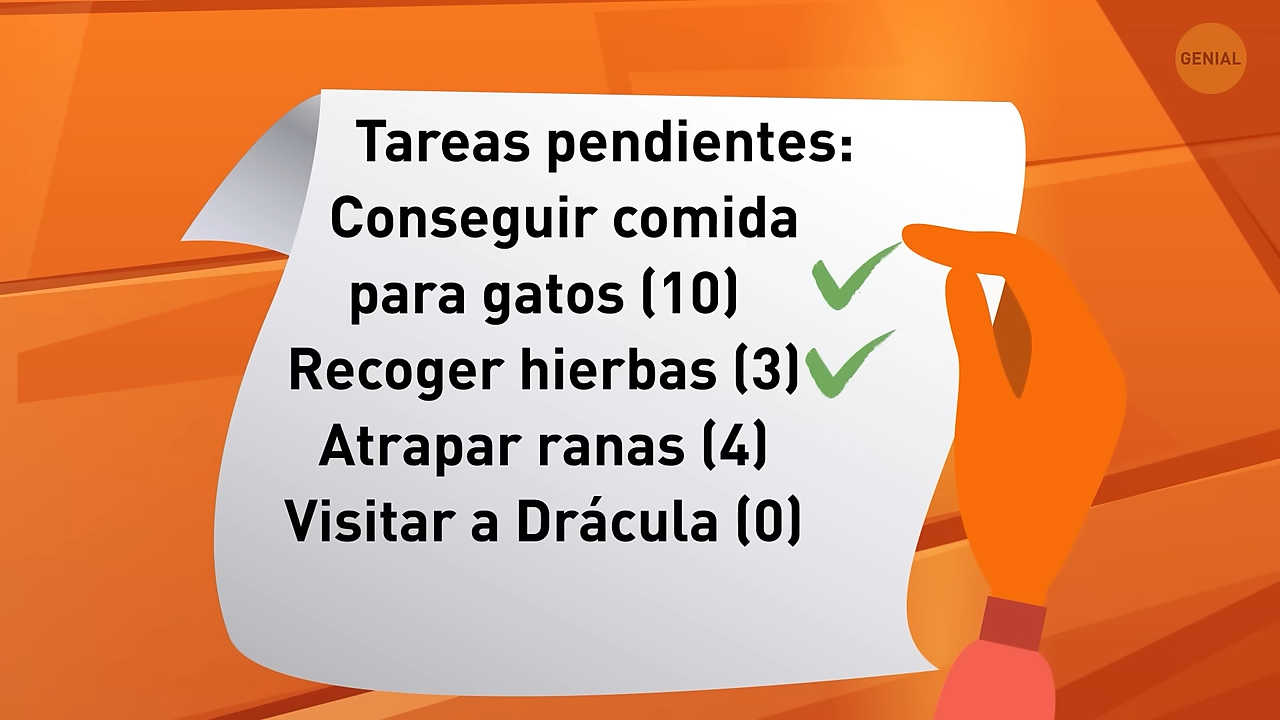 GENIAL
Tareas pendientes:
Conseguir comida
para gatos (10)
Recoger hierbas (3)
Atrapar ranas (4)
Visitar a Drácula (0)